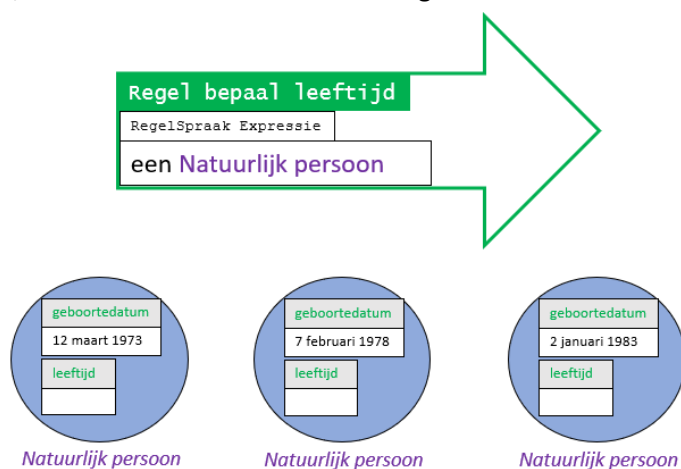 Regel bepaal leeftijd
RegelSpraak Expressie
een Natuurlijk persoon
geboortedatum
12 maart 1973
leeftijd
Natuurlijk persoon
geboortedatum
7 februari 1978
leeftijd
Natuurlijk persoon
geboortedatum
2 januari 1983
leeftijd
Natuurlijk persoon